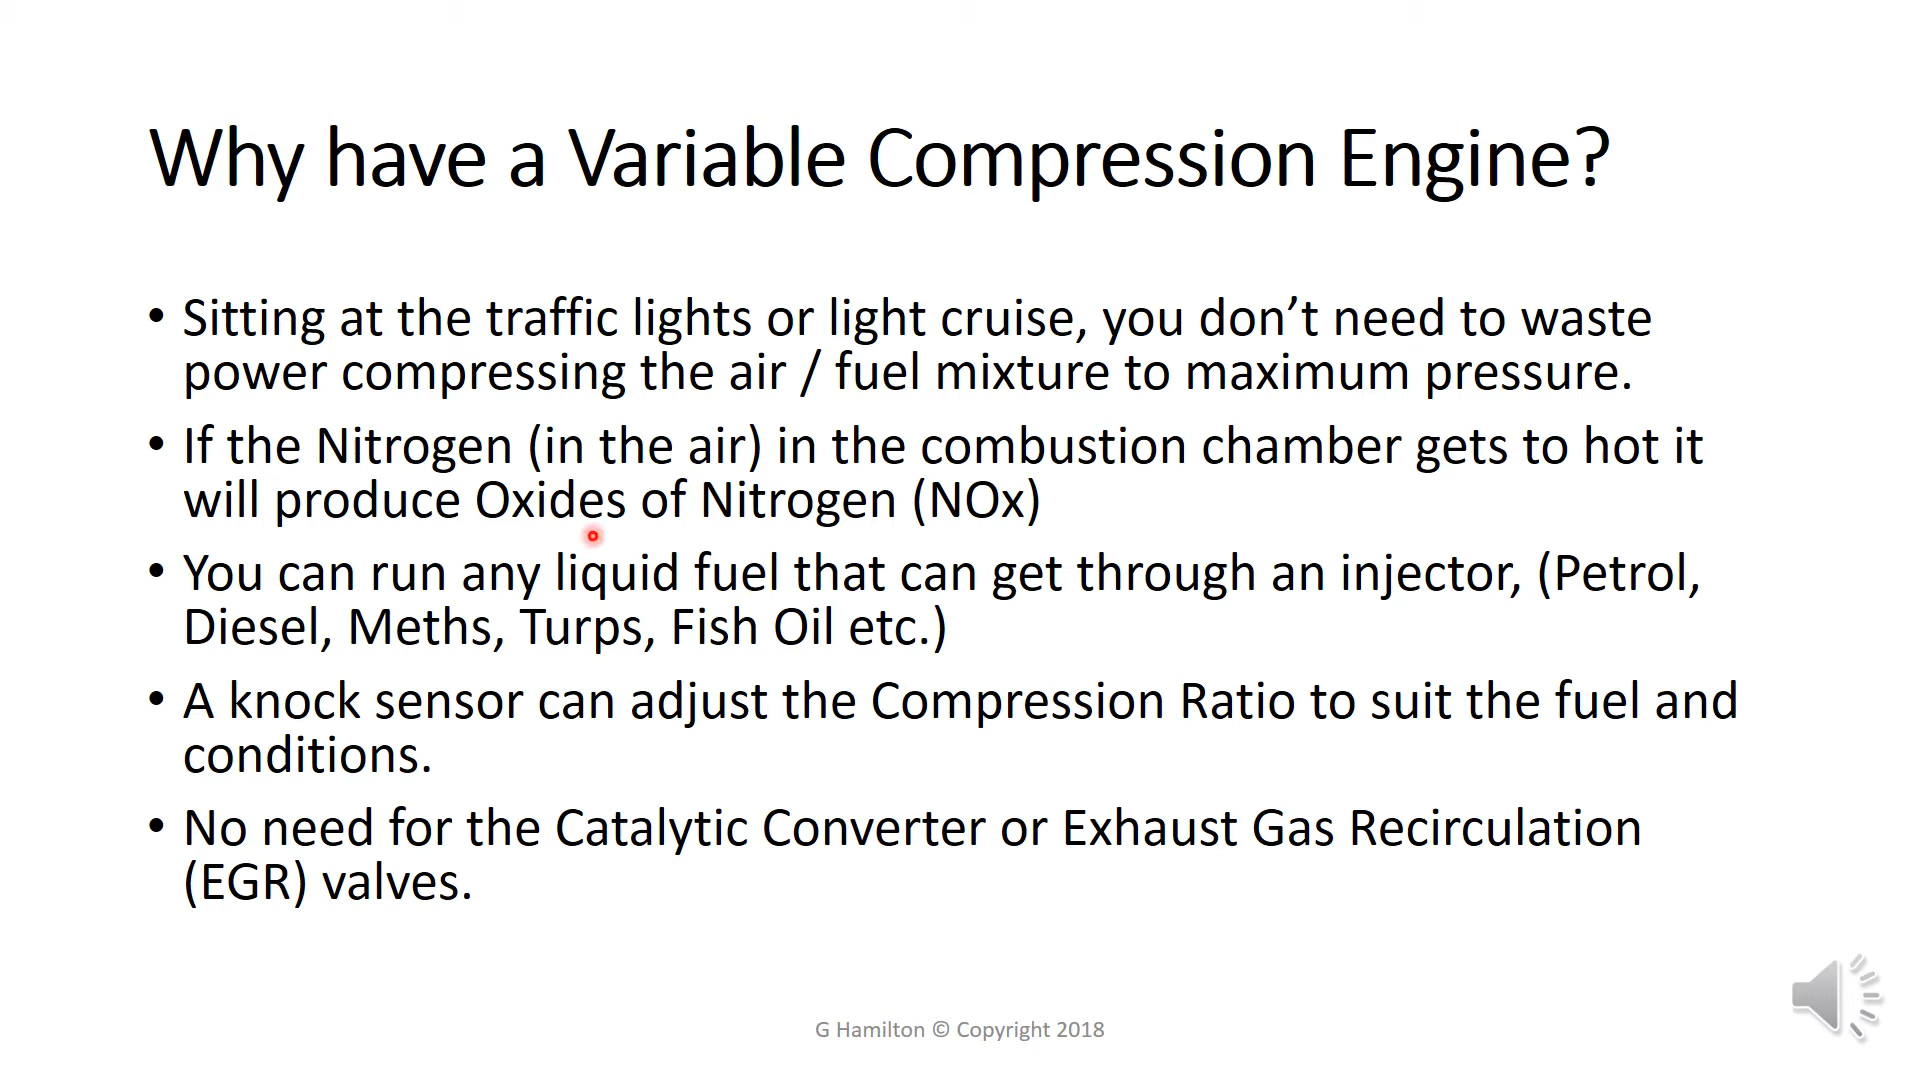 Why have a Variable Compression Engine?
• Sitting at the traffic lights or light cruise, you don’t need to waste
power compressing the air / fuel mixture to maximum pressure.
• If the Nitrogen (in the air) in the combustion chamber gets to hot it
will produce Oxides of Nitrogen (NOx)
• You can run any liquid fuel that can get through an injector, (Petrol,
Diesel, Meths, Turps, Fish Oil etc.)
• A knock sensor can adjust the Compression Ratio to suit the fuel and
conditions.
• No need for the Catalytic Converter or Exhaust Gas Recirculation
(EGR) valves.
G Hamilton © Copyright 2018